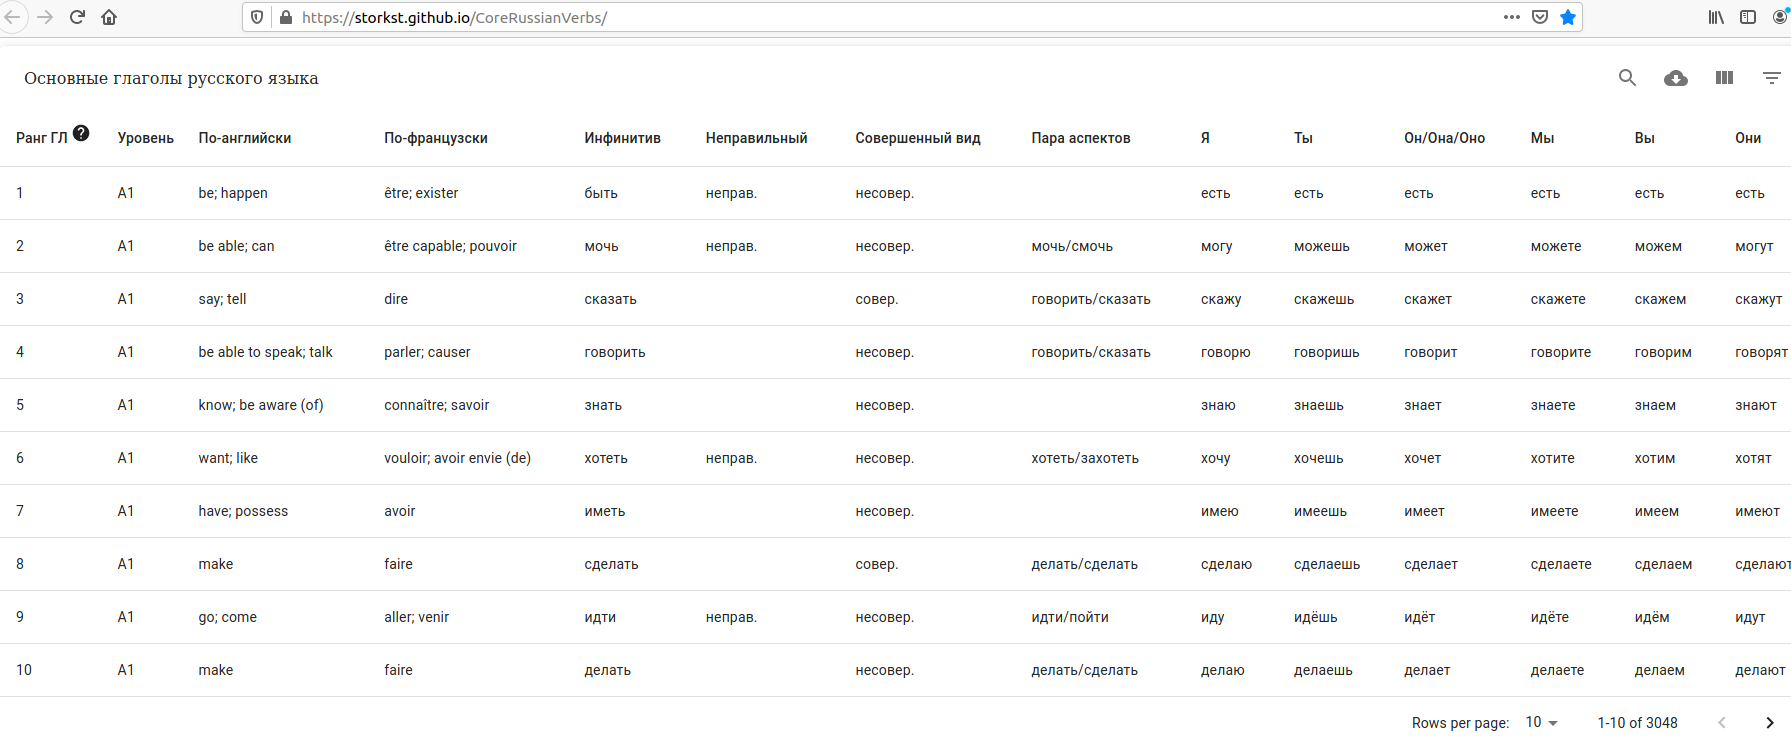 https://storkst.github.io/CoreRussianVerbs/
Основные глаголы русского языка
Ранг ГЛ ? Уровень По-английски По-французски Инфинитив Неправильный Совершенный вид Пара аспектов Я Ты Он/Она/Оно Мы Вы Они
1 A1 be; happen être; exister быть неправ. несовер. есть есть есть есть есть есть
2 A1 be able; can être capable; pouvoir мочь неправ. несовер. мочь/смочь могу можешь может можете можем могут
3 A1 say; tell dire сказать совер. говорить/сказать скажу скажешь скажет скажете скажем скажут
4 A1 be able to speak; talk parler; causer говорить несовер. говорить/сказать говорю говоришь говорит говорите говорим говорят
5 A1 know; be aware (of) connaître; savoir знать несовер. знаю знаешь знает знаете знаем знают
6 A1 want; like vouloir; avoir envie (de) хотеть неправ. несовер. хотеть/захотеть хочу хочешь хочет хотите хотим хотят
7 A1 have; possess avoir иметь несовер. имею имеешь имеет имеете имеем имеют
8 A1 make faire сделать совер. делать/сделать сделаю сделаешь сделает сделаете сделаем сделают
9 A1 go; come aller; venir идти неправ. несовер. идти/пойти иду идёшь идёт идёте идём идут
10 A1 make faire делать несовер. делать/сделать делаю делаешь делает делаете делаем делают
Rows per page: 10 1-10 of 3048